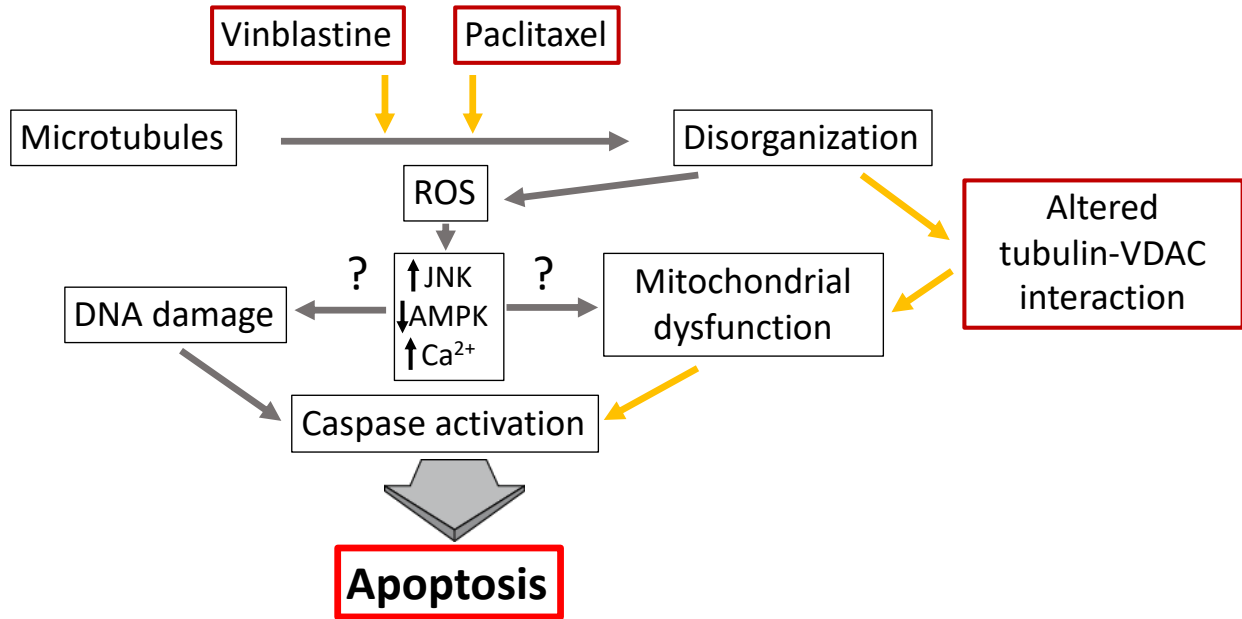 Vinblastine
Paclitaxel
Microtubules
Disorganization
ROS
Altered
tubulin-VDAC
interaction
?
?
JNK
AMPK
Ca²⁺
Mitochondrial
dysfunction
DNA damage
Caspase activation
Apoptosis